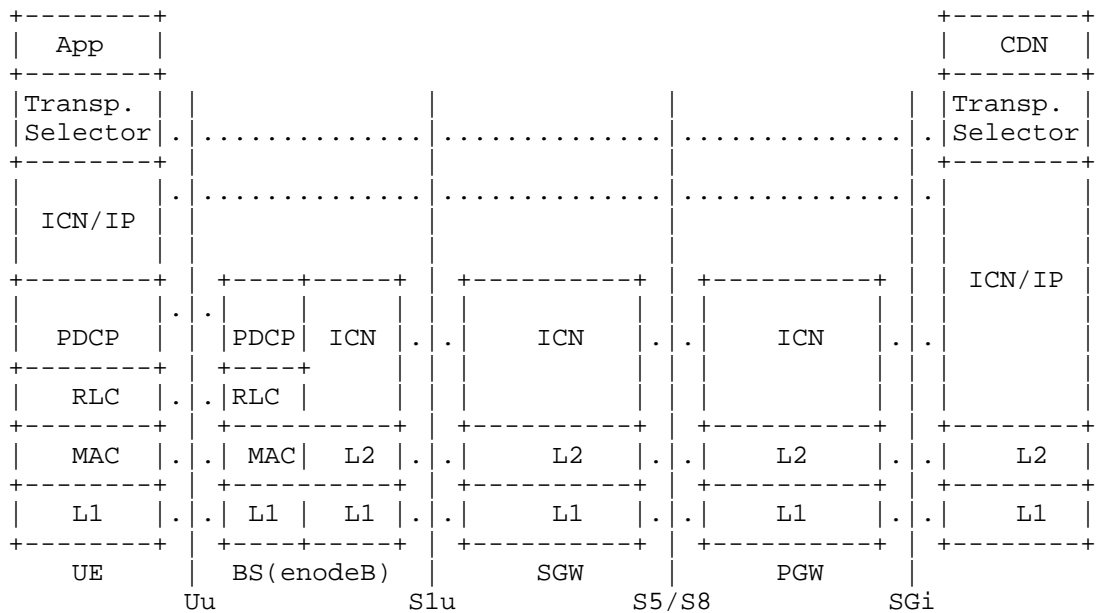 App CDN
Transp. Transp.
Selector Selector
ICN/IP
ICN/IP
PDCP PDCP ICN ICN ICN
RLC RLC
MAC MAC L2 L2 L2 L2
L1 L1 L1 L1 L1 L1
UE BS(enodeB) SGW PGW
Uu S1u S5/S8 SGi